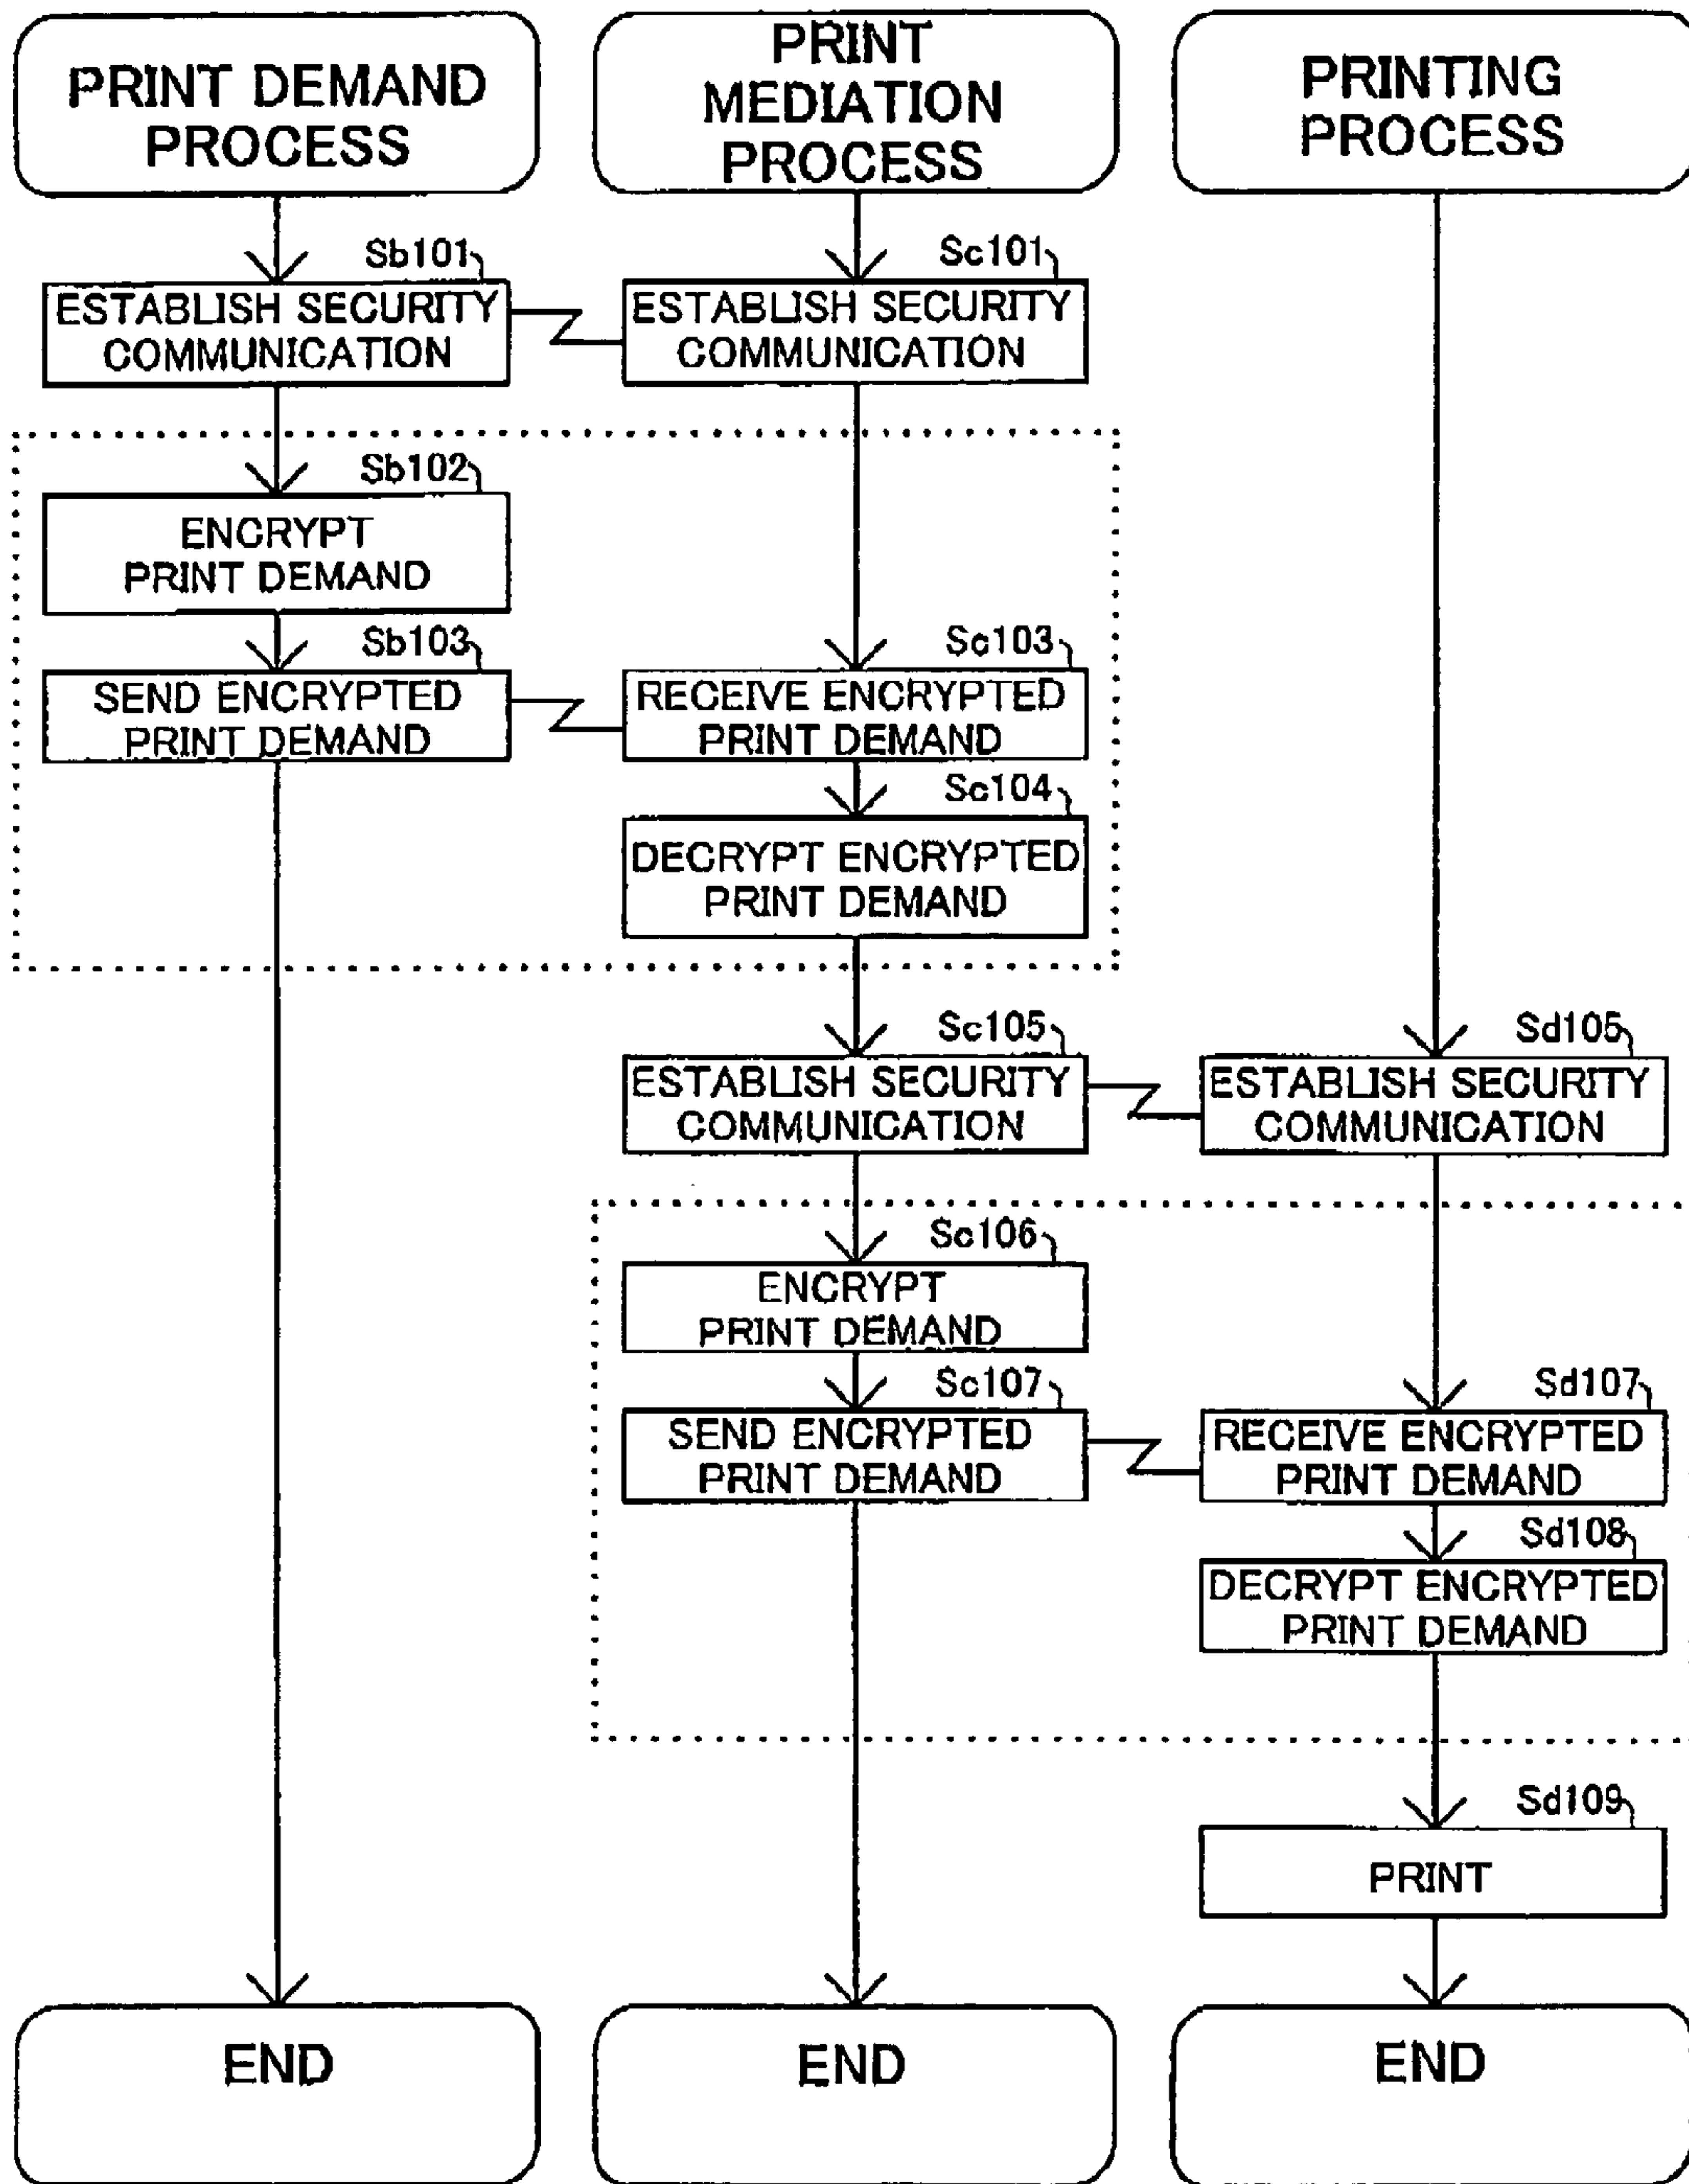 PRINT DEMAND
PROCESS
PRINT
MEDIATION
PROCESS
PRINTING
PROCESS
Sb101
ESTABLISH SECURITY
COMMUNICATION
Sc101
ESTABLISH SECURITY
COMMUNICATION
Sb102
ENCRYPT
PRINT DEMAND
Sb103
SEND ENCRYPTED
PRINT DEMAND
Sc103
RECEIVE ENCRYPTED
PRINT DEMAND
Sc104
DECRYPT ENCRYPTED
PRINT DEMAND
Sc105
ESTABLISH SECURITY
COMMUNICATION
Sd105
ESTABLISH SECURITY
COMMUNICATION
Sc106
ENCRYPT
PRINT DEMAND
Sc107
SEND ENCRYPTED
PRINT DEMAND
Sd107
RECEIVE ENCRYPTED
PRINT DEMAND
Sd108
DECRYPT ENCRYPTED
PRINT DEMAND
Sd109
PRINT
END
END
END